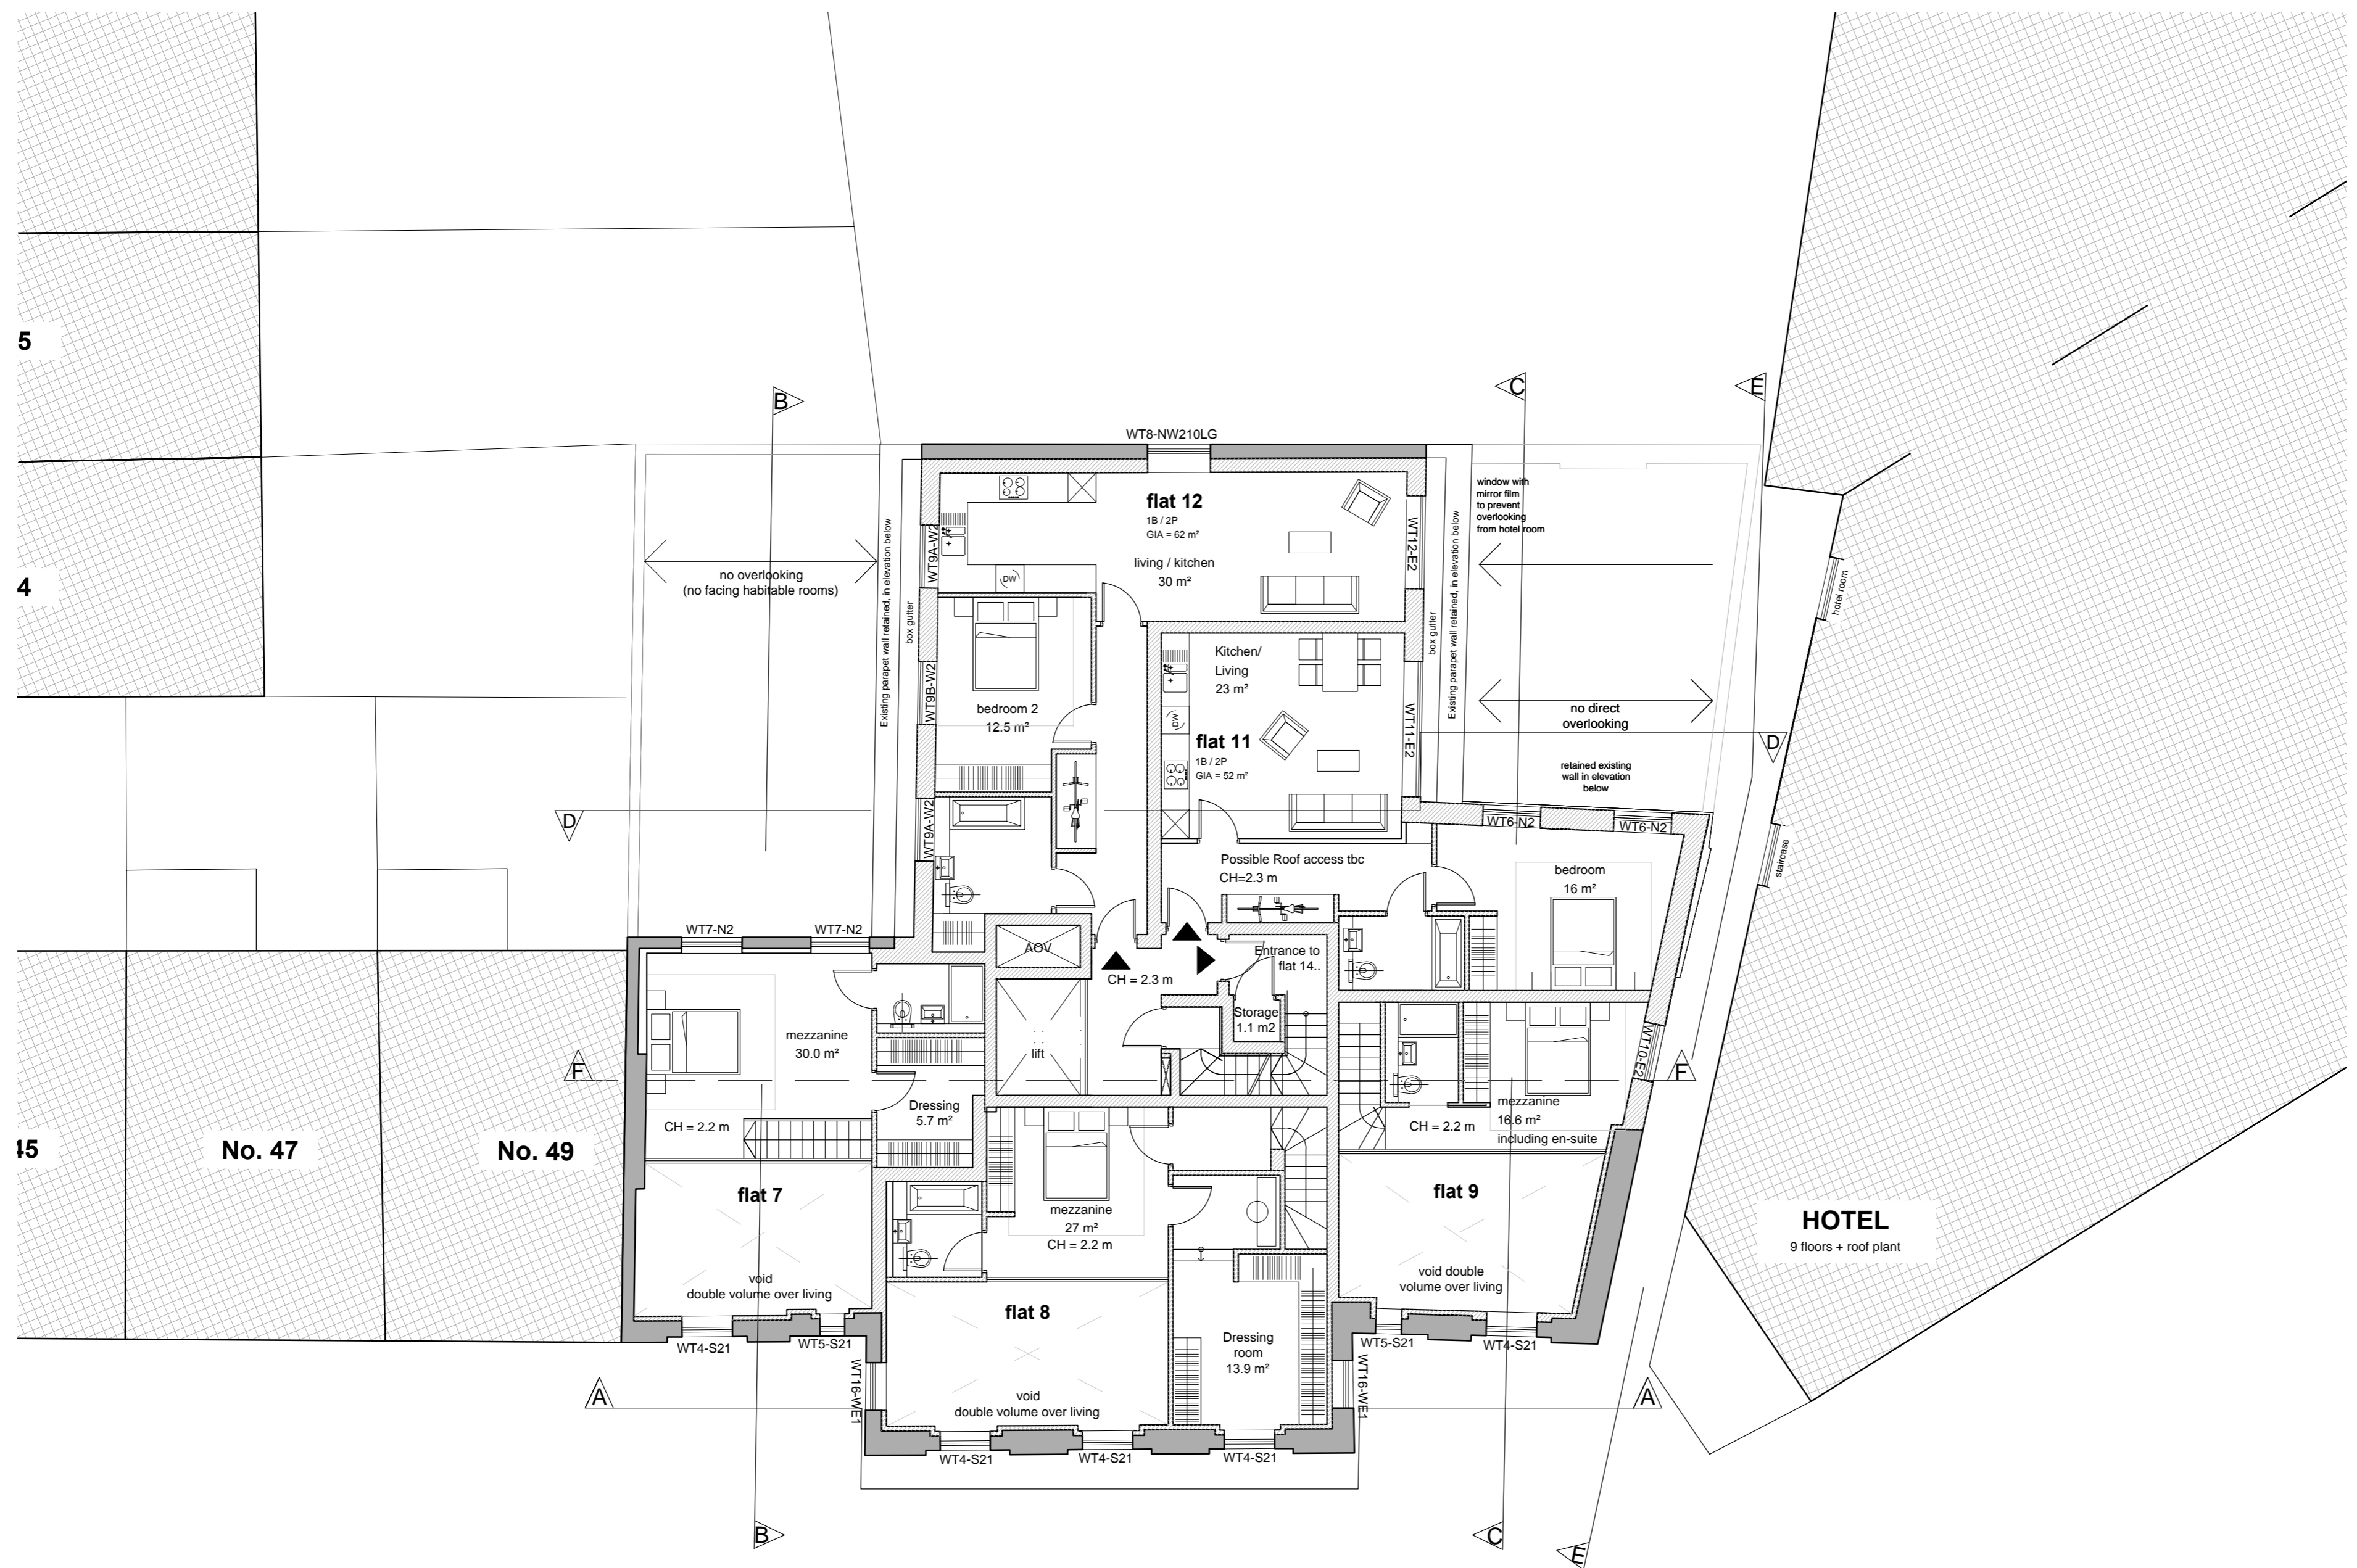 5
4
45
No. 47
No. 49
B
C
E
WT8-NW210LG
flat 12
1B / 2P
GIA = 62 m²
living / kitchen
30 m²
DW
WT9A-W2
WT12-E2
window with
mirror film
to prevent
overlooking
from hotel room
Existing parapet wall retained, in elevation below
box gutter
no overlooking
(no facing habitable rooms)
box gutter
Existing parapet wall retained, in elevation below
hotel room
WT9B-W2
bedroom 2
12.5 m²
Kitchen/
Living
23 m²
DW
flat 11
1B / 2P
GIA = 52 m²
WT11-E2
no direct
overlooking
D
retained existing
wall in elevation
below
D
WT9A-W2
WT6-N2
WT6-N2
staircase
Possible Roof access tbc
CH=2.3 m
bedroom
16 m²
WT7-N2
WT7-N2
AOV
CH = 2.3 m
Entrance to
flat 14..
Storage
1.1 m2
lift
mezzanine
30.0 m²
F
F
WT10-E2
Dressing
5.7 m²
CH = 2.2 m
mezzanine
16.6 m²
including en-suite
CH = 2.2 m
flat 7
void
double volume over living
mezzanine
27 m²
CH = 2.2 m
flat 9
void double
volume over living
HOTEL
9 floors + roof plant
flat 8
void
double volume over living
Dressing
room
13.9 m²
WT4-S21
WT5-S21
WT16-WE1
WT16-WE1
WT5-S21
WT4-S21
A
A
WT4-S21
WT4-S21
WT4-S21
B
C
E